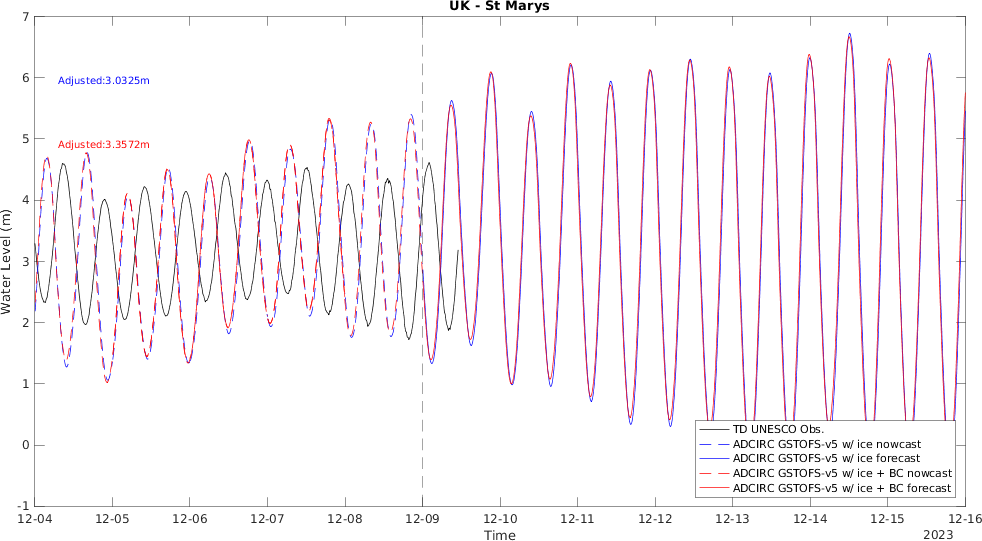 UK - St Marys
7
6
5
4
3
2
1
0
-1
Water Level (m)
Adjusted:3.0325m
Adjusted:3.3572m
TD UNESCO Obs.
ADCIRC GSTOFS-v5 w/ ice nowcast
ADCIRC GSTOFS-v5 w/ ice forecast
ADCIRC GSTOFS-v5 w/ ice + BC nowcast
ADCIRC GSTOFS-v5 w/ ice + BC forecast
12-04 12-05 12-06 12-07 12-08 12-09 12-10 12-11 12-12 12-13 12-14 12-15 12-16
Time
2023